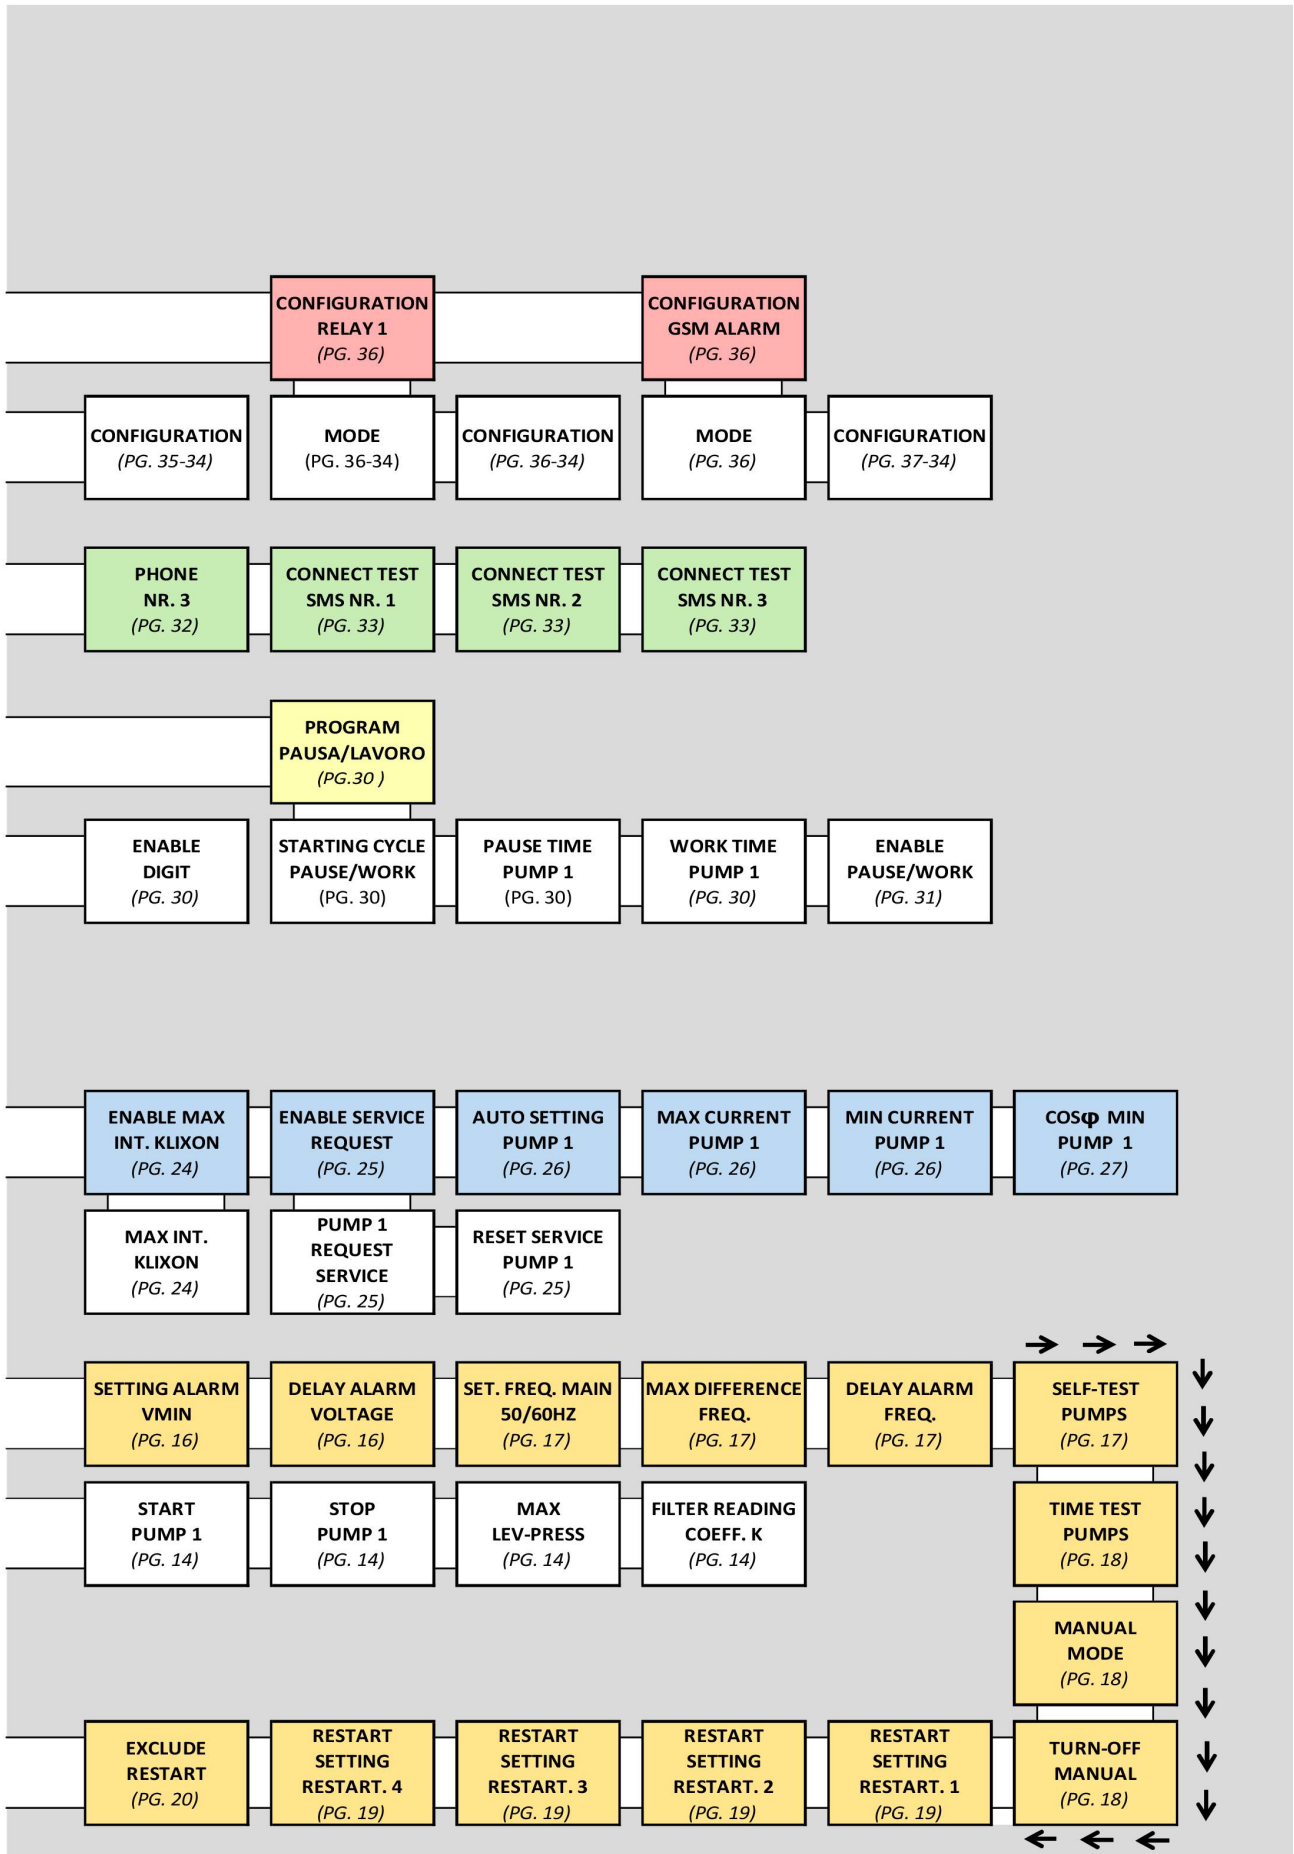 CONFIGURATION
RELAY 1
(PG. 36)
CONFIGURATION
GSM ALARM
(PG. 36)
CONFIGURATION
(PG. 35-34)
MODE
(PG. 36-34)
CONFIGURATION
(PG. 36-34)
MODE
(PG. 36)
CONFIGURATION
(PG. 37-34)
PHONE
NR. 3
(PG. 32)
CONNECT TEST
SMS NR. 1
(PG. 33)
CONNECT TEST
SMS NR. 2
(PG. 33)
CONNECT TEST
SMS NR. 3
(PG. 33)
PROGRAM
PAUSA/LAVORO
(PG.30 )
ENABLE
DIGIT
(PG. 30)
STARTING CYCLE
PAUSE/WORK
(PG. 30)
PAUSE TIME
PUMP 1
(PG. 30)
WORK TIME
PUMP 1
(PG. 30)
ENABLE
PAUSE/WORK
(PG. 31)
ENABLE MAX
INT. KLIXON
(PG. 24)
ENABLE SERVICE
REQUEST
(PG. 25)
AUTO SETTING
PUMP 1
(PG. 26)
MAX CURRENT
PUMP 1
(PG. 26)
MIN CURRENT
PUMP 1
(PG. 26)
COSφ MIN
PUMP 1
(PG. 27)
MAX INT.
KLIXON
(PG. 24)
PUMP 1
REQUEST
SERVICE
(PG. 25)
RESET SERVICE
PUMP 1
(PG. 25)
SETTING ALARM
VMIN
(PG. 16)
DELAY ALARM
VOLTAGE
(PG. 16)
SET. FREQ. MAIN
50/60HZ
(PG. 17)
MAX DIFFERENCE
FREQ.
(PG. 17)
DELAY ALARM
FREQ.
(PG. 17)
SELF-TEST
PUMPS
(PG. 17)
START
PUMP 1
(PG. 14)
STOP
PUMP 1
(PG. 14)
MAX
LEV-PRESS
(PG. 14)
FILTER READING
COEFF. K
(PG. 14)
TIME TEST
PUMPS
(PG. 18)
MANUAL
MODE
(PG. 18)
EXCLUDE
RESTART
(PG. 20)
RESTART
SETTING
RESTART. 4
(PG. 19)
RESTART
SETTING
RESTART. 3
(PG. 19)
RESTART
SETTING
RESTART. 2
(PG. 19)
RESTART
SETTING
RESTART. 1
(PG. 19)
TURN-OFF
MANUAL
(PG. 18)